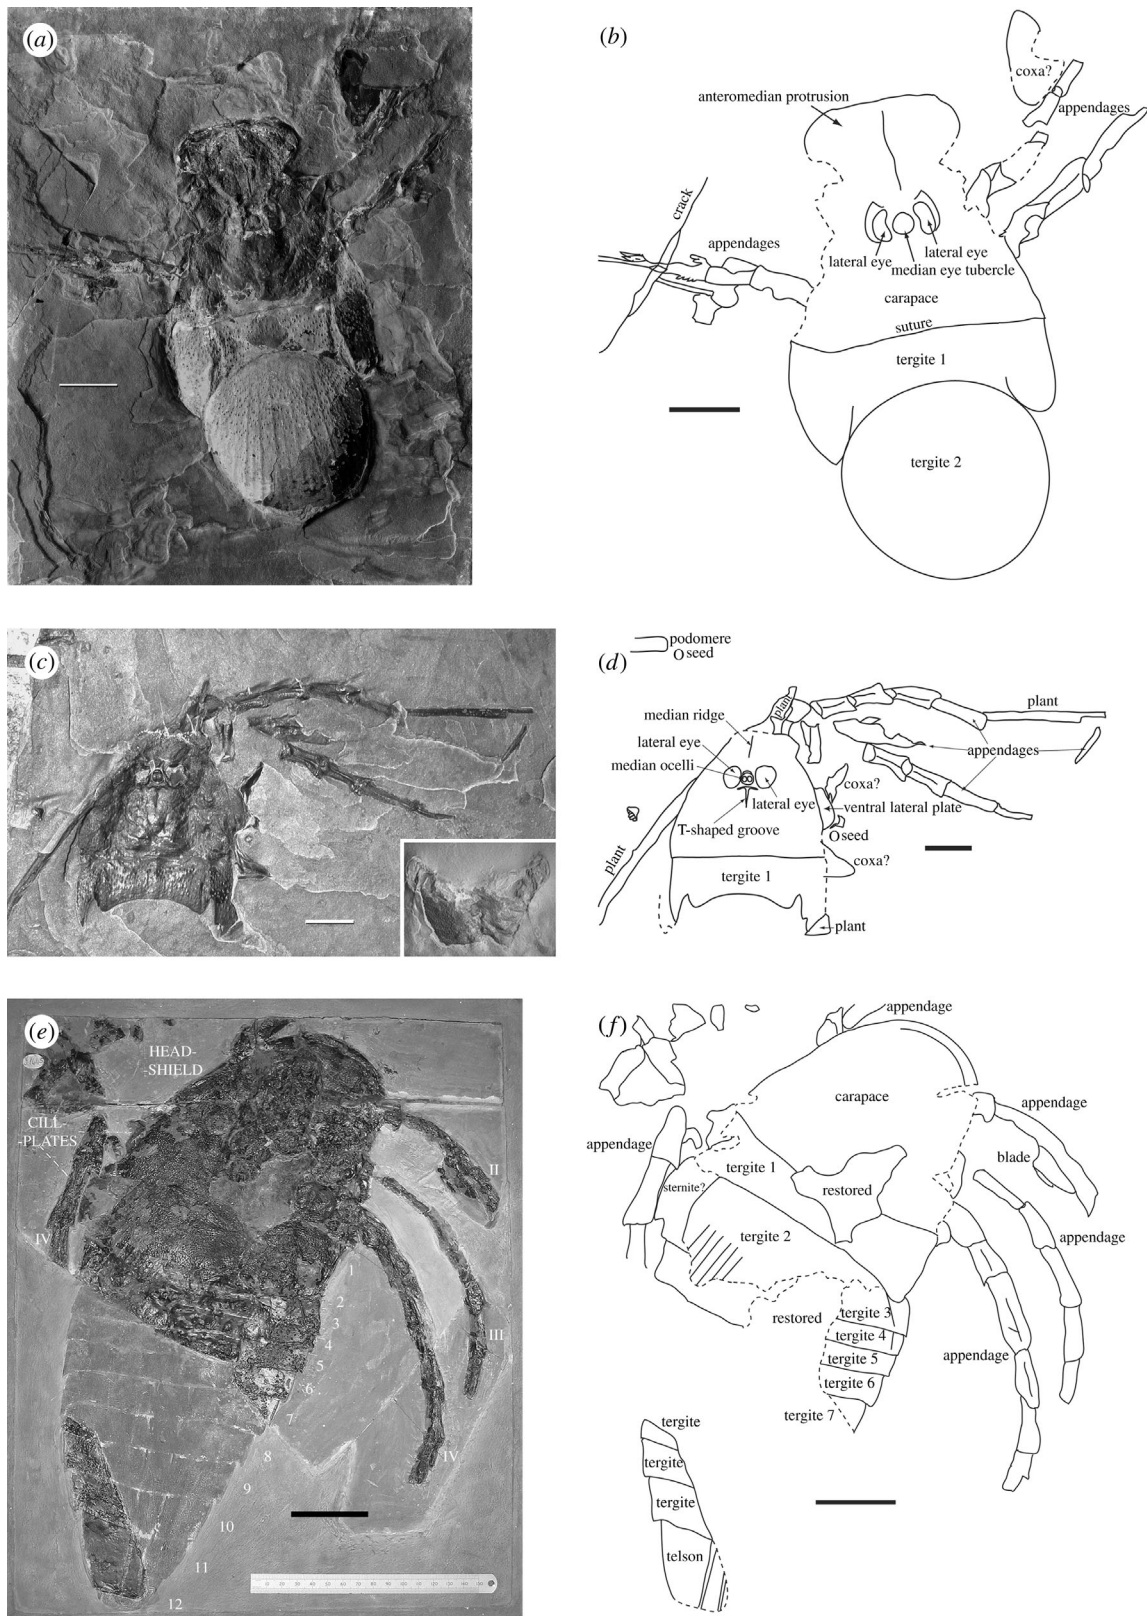 (a)
(b)
coxa?
anteromedian protrusion
appendages
crack
appendages
lateral eye
lateral eye
median eye tubercle
carapace
suture
tergite 1
tergite 2
(c)
podomere
seed
(d)
plant
median ridge
plant
lateral eye
appendages
median ocelli
coxa?
lateral eye
ventral lateral plate
T-shaped groove
seed
plant
coxa?
tergite 1
plant
(e)
HEAD-
-SHIELD
CILL-
-PLATES
II
IV
1
2
3
4
5
6
7
III
8
IV
9
10
11
12
(f)
appendage
carapace
appendage
appendage
blade
tergite 1
sternite?
restored
tergite 2
appendage
restored
tergite 3
tergite 4
tergite 5
appendage
tergite 6
tergite 7
tergite
tergite
tergite
telson